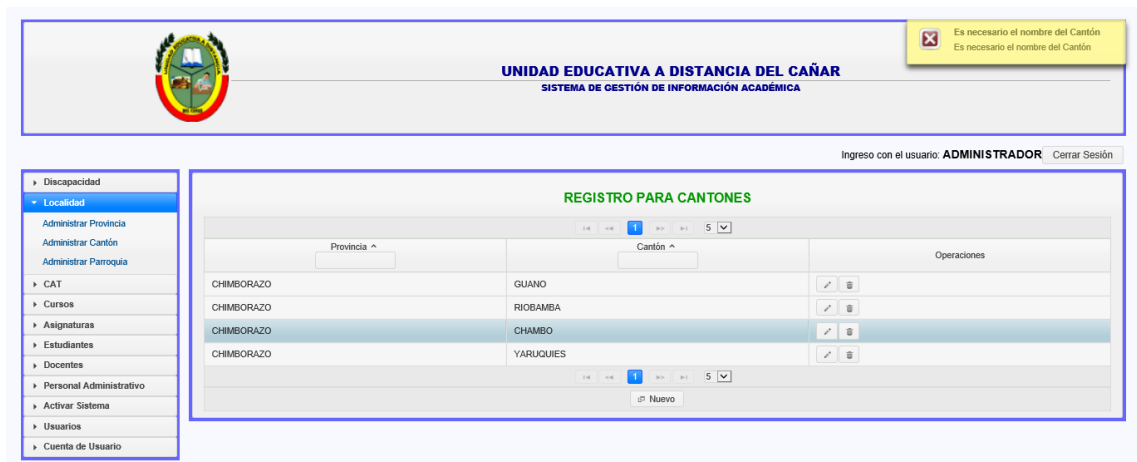 Es necesario el nombre del Cantón
Es necesario el nombre del Cantón
UNIDAD EDUCATIVA A DISTANCIA DEL CAÑAR
SISTEMA DE GESTIÓN DE INFORMACIÓN ACADÉMICA
Ingreso con el usuario: ADMINISTRADOR Cerrar Sesión
Discapacidad
Localidad
Administrar Provincia
Administrar Cantón
Administrar Parroquia
CAT
Cursos
Asignaturas
Estudiantes
Docentes
Personal Administrativo
Activar Sistema
Usuarios
Cuenta de Usuario
REGISTRO PARA CANTONES
1 5
Provincia Cantón Operaciones
CHIMBORAZO GUANO
CHIMBORAZO RIOBAMBA
CHIMBORAZO CHAMBO
CHIMBORAZO YARUQUIES
1 5
Nuevo